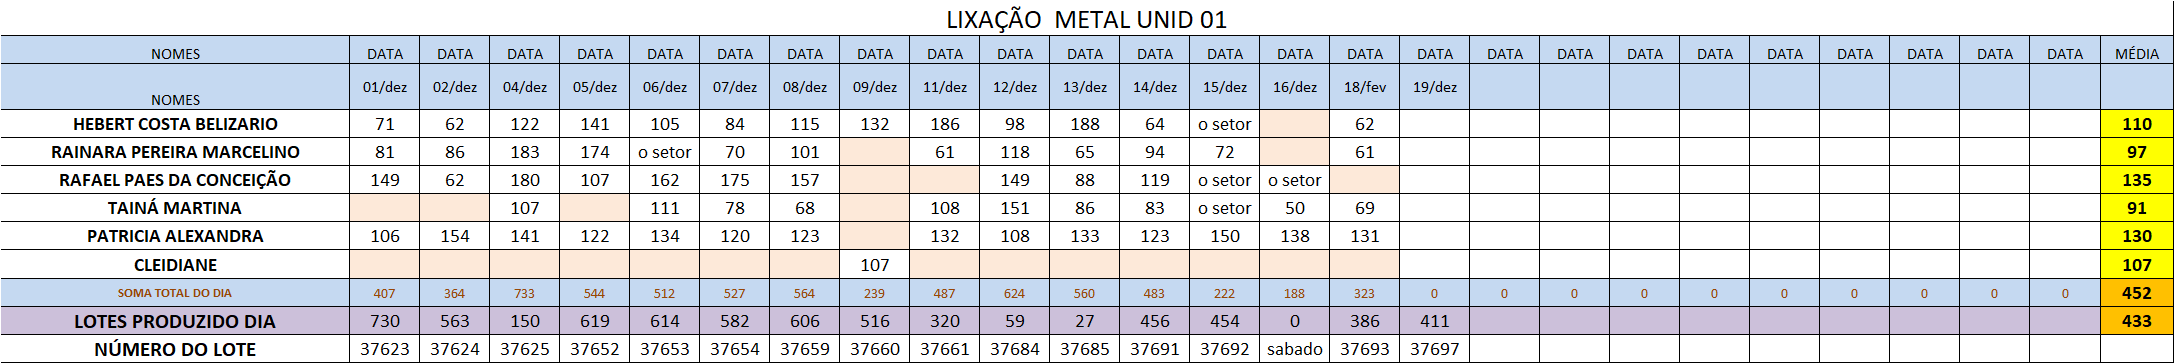 LIXAÇÃO METAL UNID 01
NOMES DATA DATA DATA DATA DATA DATA DATA DATA DATA DATA DATA DATA DATA DATA DATA DATA DATA DATA DATA DATA DATA DATA DATA DATA DATA MÉDIA
NOMES 01/dez 02/dez 04/dez 05/dez 06/dez 07/dez 08/dez 09/dez 11/dez 12/dez 13/dez 14/dez 15/dez 16/dez 18/fev 19/dez
HEBERT COSTA BELIZARIO 71 62 122 141 105 84 115 132 186 98 188 64 o setor 62 110
RAINARA PEREIRA MARCELINO 81 86 183 174 o setor 70 101 61 118 65 94 72 61 97
RAFAEL PAES DA CONCEIÇÃO 149 62 180 107 162 175 157 149 88 119 o setor o setor 135
TAINÁ MARTINA 107 111 78 68 108 151 86 83 o setor 50 69 91
PATRICIA ALEXANDRA 106 154 141 122 134 120 123 132 108 133 123 150 138 131 130
CLEIDIANE 107 107
SOMA TOTAL DO DIA 407 364 733 544 512 527 564 239 487 624 560 483 222 188 323 0 0 0 0 0 0 0 0 0 0 452
LOTES PRODUZIDO DIA 730 563 150 619 614 582 606 516 320 59 27 456 454 0 386 411 433
NÚMERO DO LOTE 37623 37624 37625 37652 37653 37654 37659 37660 37661 37684 37685 37691 37692 sabado 37693 37697